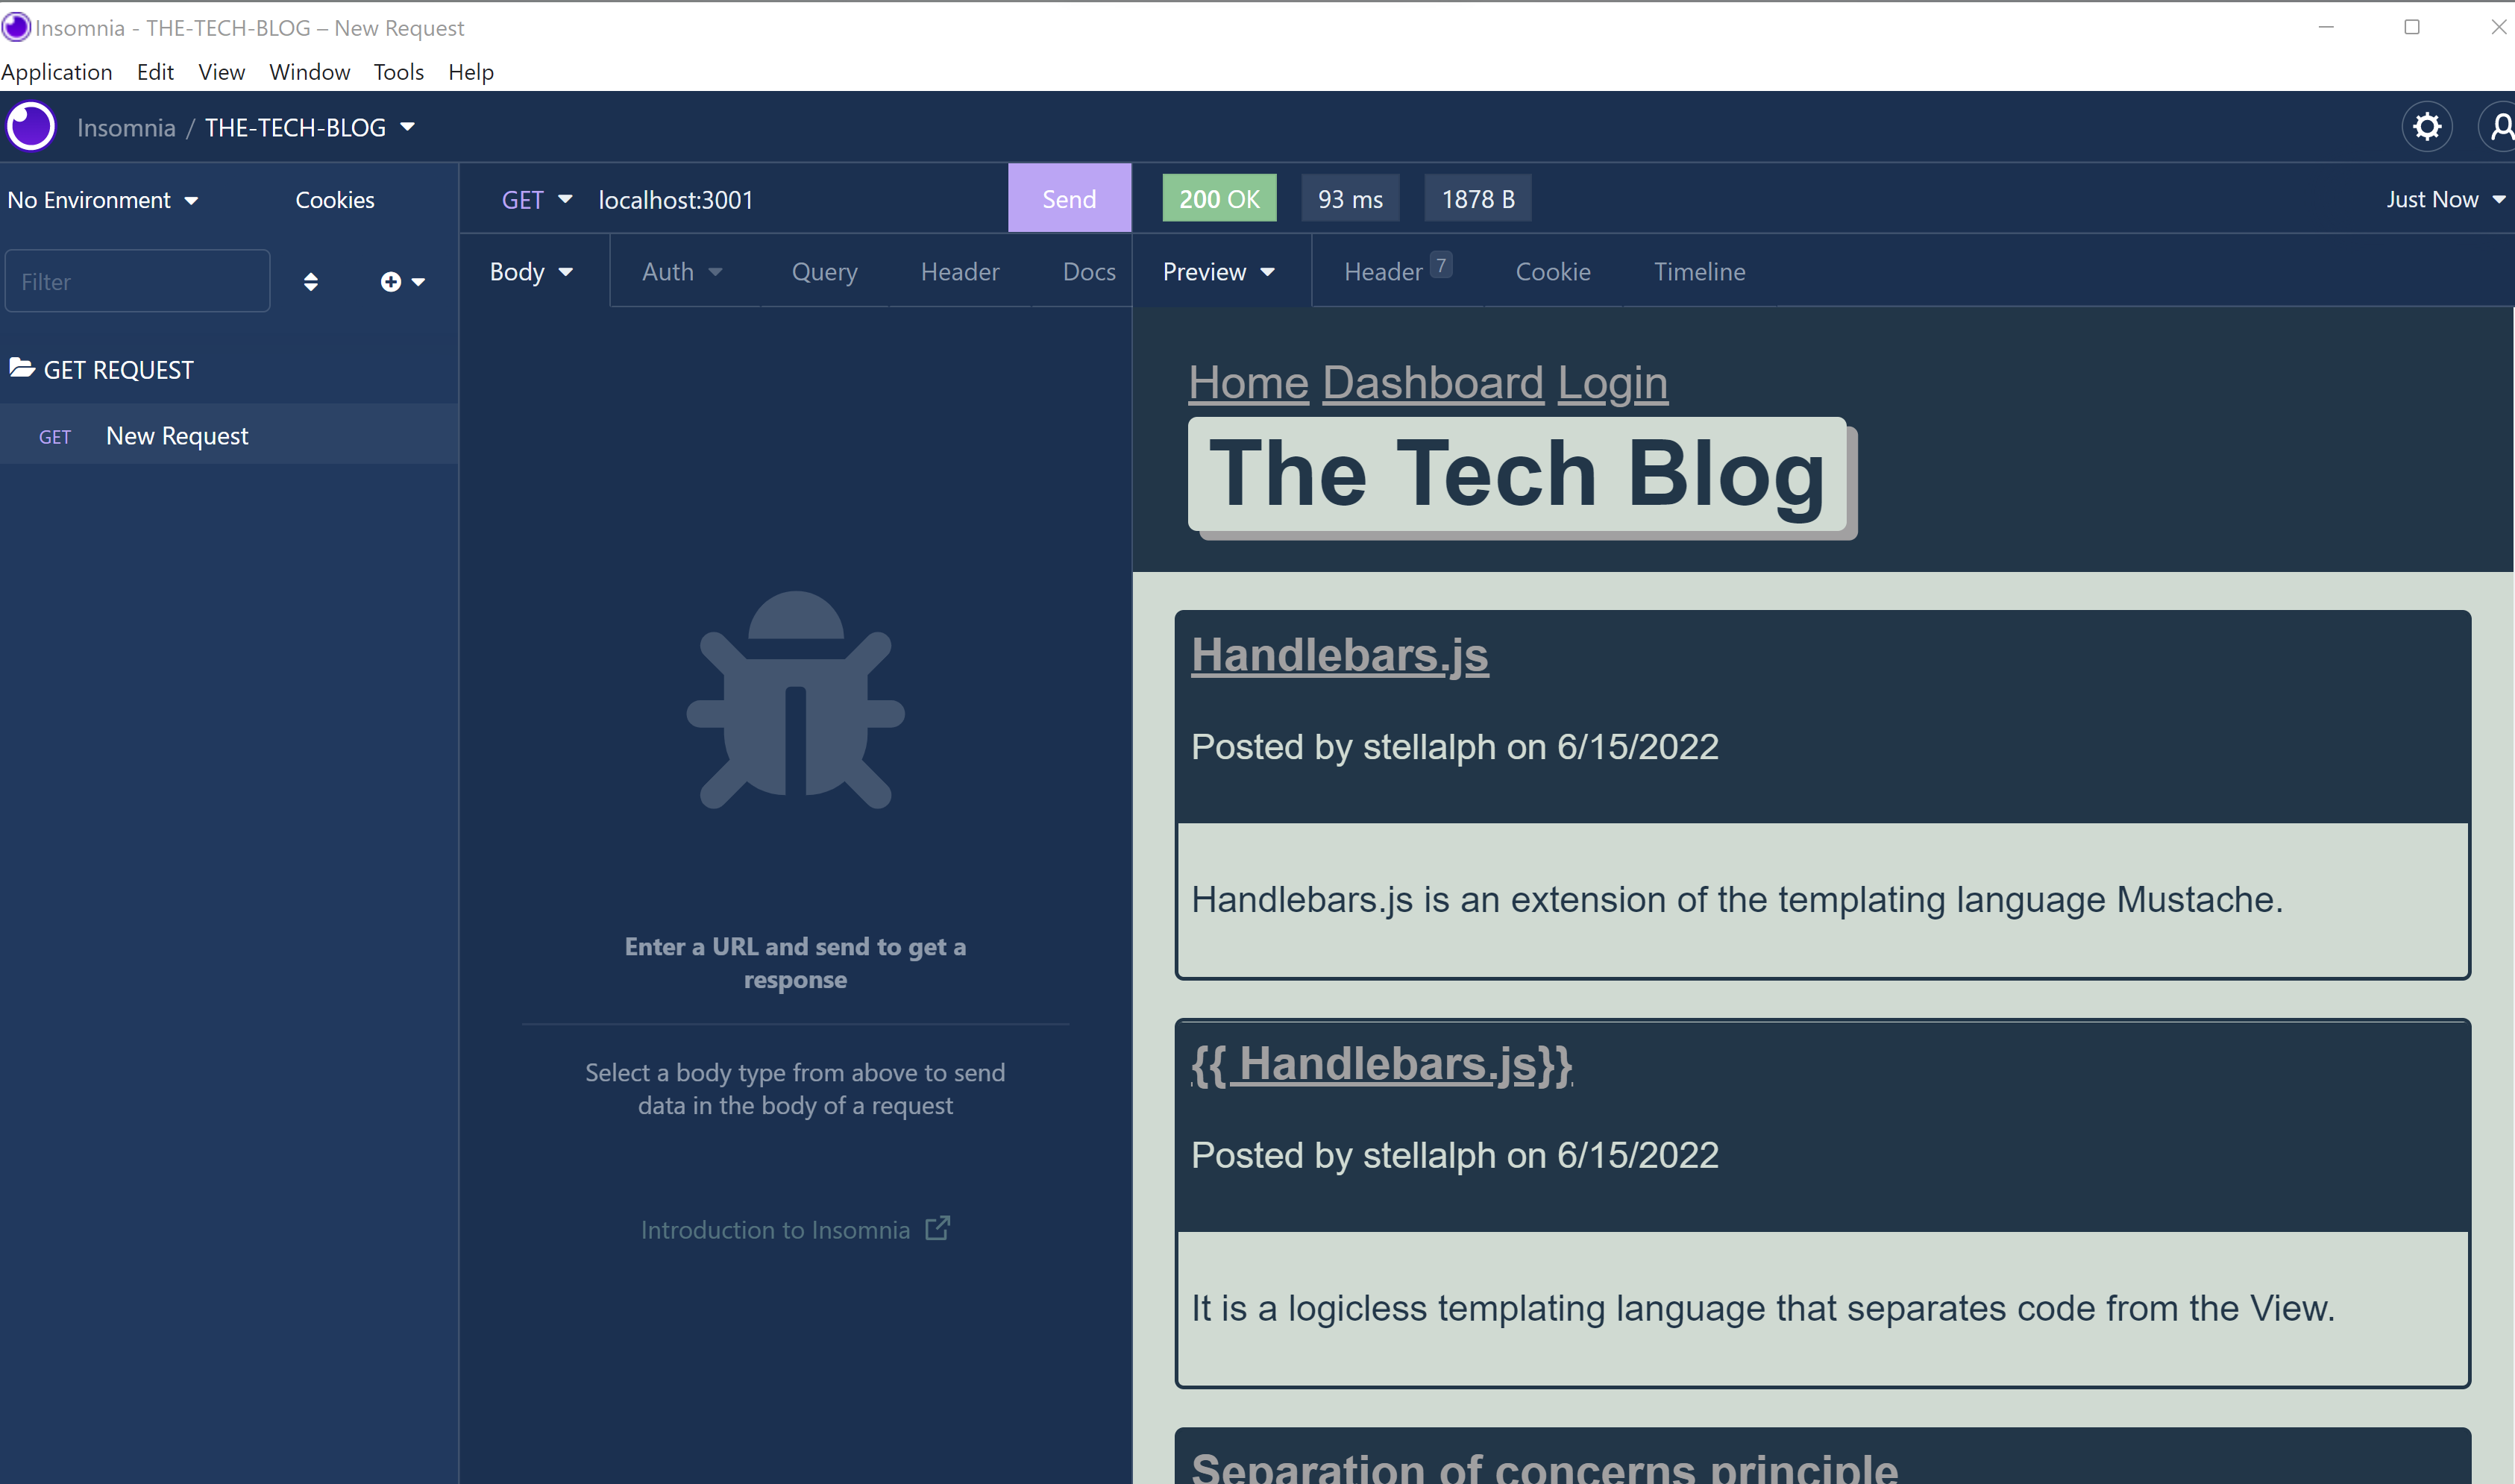 Insomnia - THE-TECH-BLOG – New Request
Application Edit View Window Tools Help
Insomnia / THE-TECH-BLOG
No Environment Cookies
Filter
GET REQUEST
GET New Request
GET localhost:3001 Send
Body Auth Query Header Docs
Enter a URL and send to get a
response
Select a body type from above to send
data in the body of a request
Introduction to Insomnia
200 OK 93 ms 1878 B Just Now
Preview Header 7 Cookie Timeline
Home Dashboard Login
The Tech Blog
Handlebars.js
Posted by stellalph on 6/15/2022
Handlebars.js is an extension of the templating language Mustache.
{{ Handlebars.js}}
Posted by stellalph on 6/15/2022
It is a logicless templating language that separates code from the View.
Separation of concerns principle